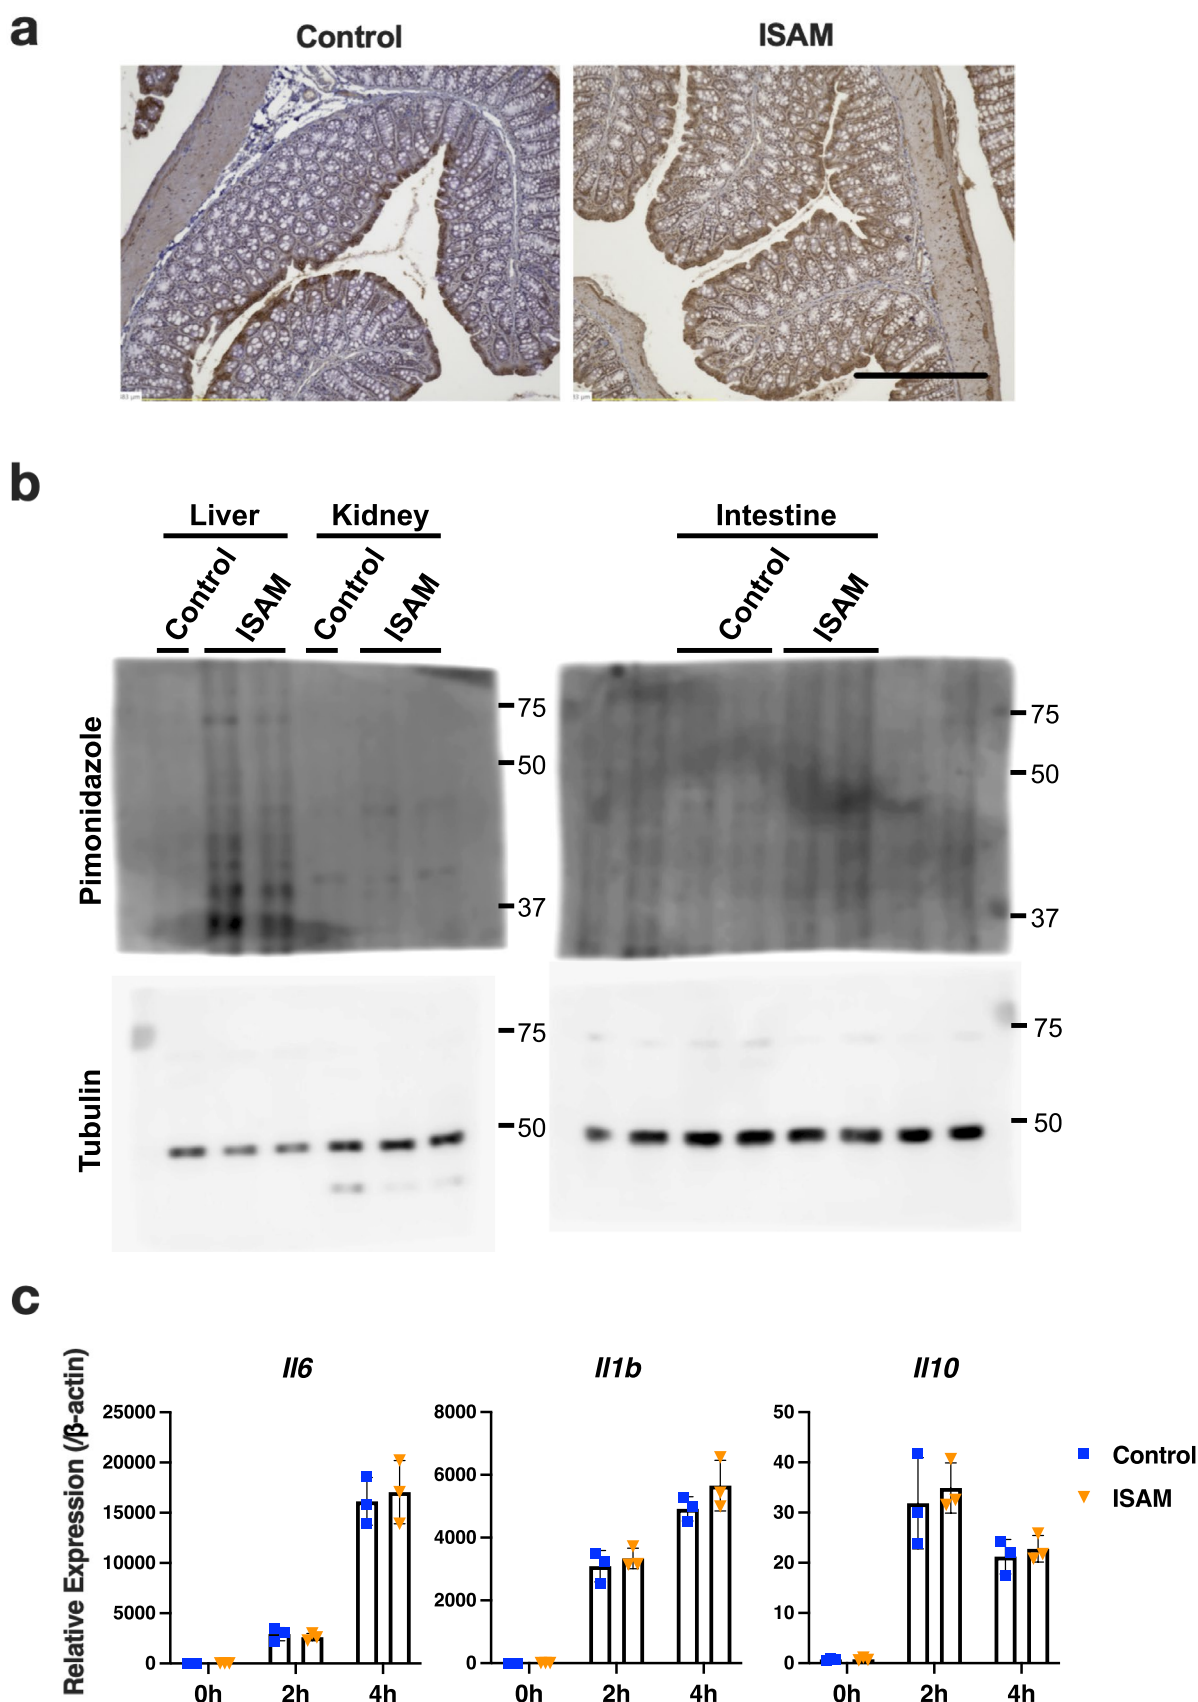 a
Control
ISAM
b
Liver
Kidney
Intestine
Control
ISAM
Control
ISAM
Control
ISAM
Pimonidazole
75
50
37
75
50
37
Tubulin
75
50
75
50
c
Relative Expression (/β-actin)
Il6
Il1b
Il10
25000
20000
15000
10000
5000
0
0h
2h
4h
8000
6000
4000
2000
0
0h
2h
4h
50
40
30
20
10
0
0h
2h
4h
Control
ISAM